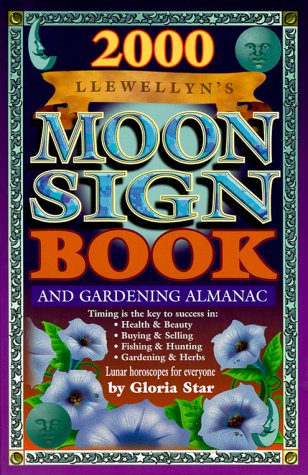 2000
LLEWELLYN'S
MOON
SIGN
BOOK
AND GARDENING ALMANAC
Timing is the key to success in:
• Health & Beauty
• Buying & Selling
• Fishing & Hunting
• Gardening & Herbs
Lunar horoscopes for everyone
by Gloria Star